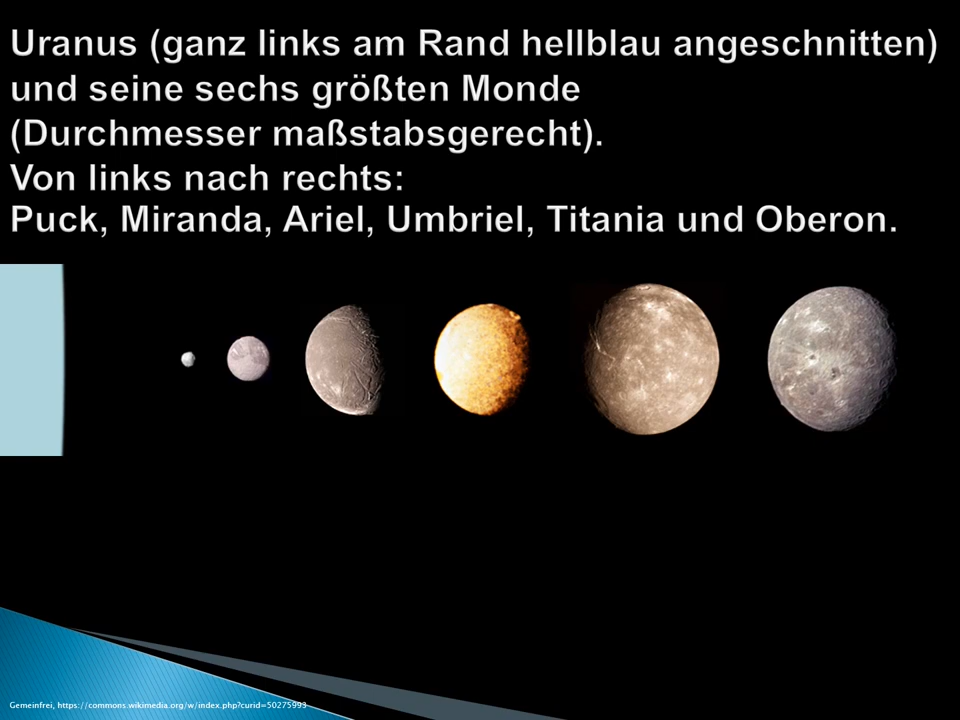 Uranus (ganz links am Rand hellblau angeschnitten)
und seine sechs größten Monde
(Durchmesser maßstabsgerecht).
Von links nach rechts:
Puck, Miranda, Ariel, Umbriel, Titania und Oberon.
Gemeinfrei, https://commons.wikimedia.org/w/index.php?curid=50275993